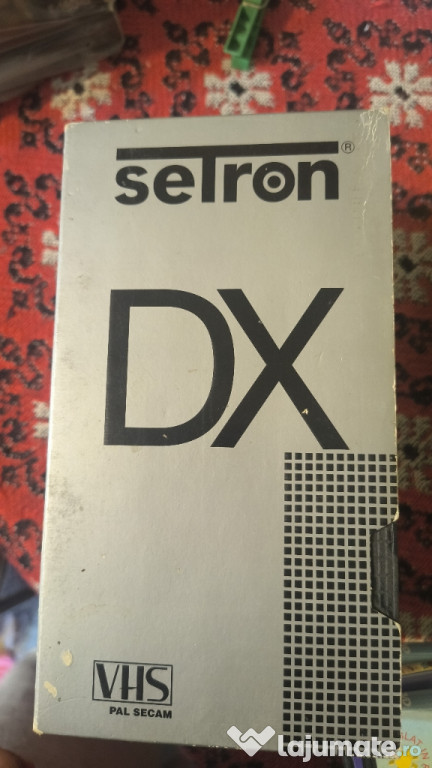 seTron®
DX
VHS
PAL SECAM
lajumate.ro